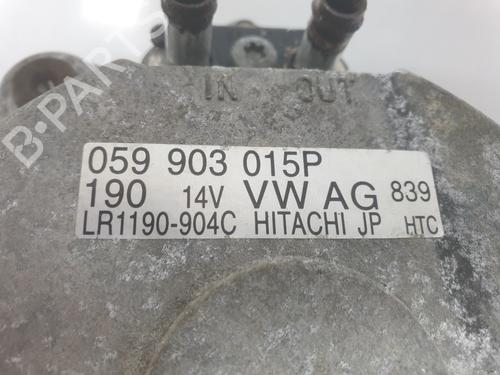 IN OUT
B-PARTS
059 903 015P
190 14V VW AG 839
LR1190-904C HITACHI JP HTC